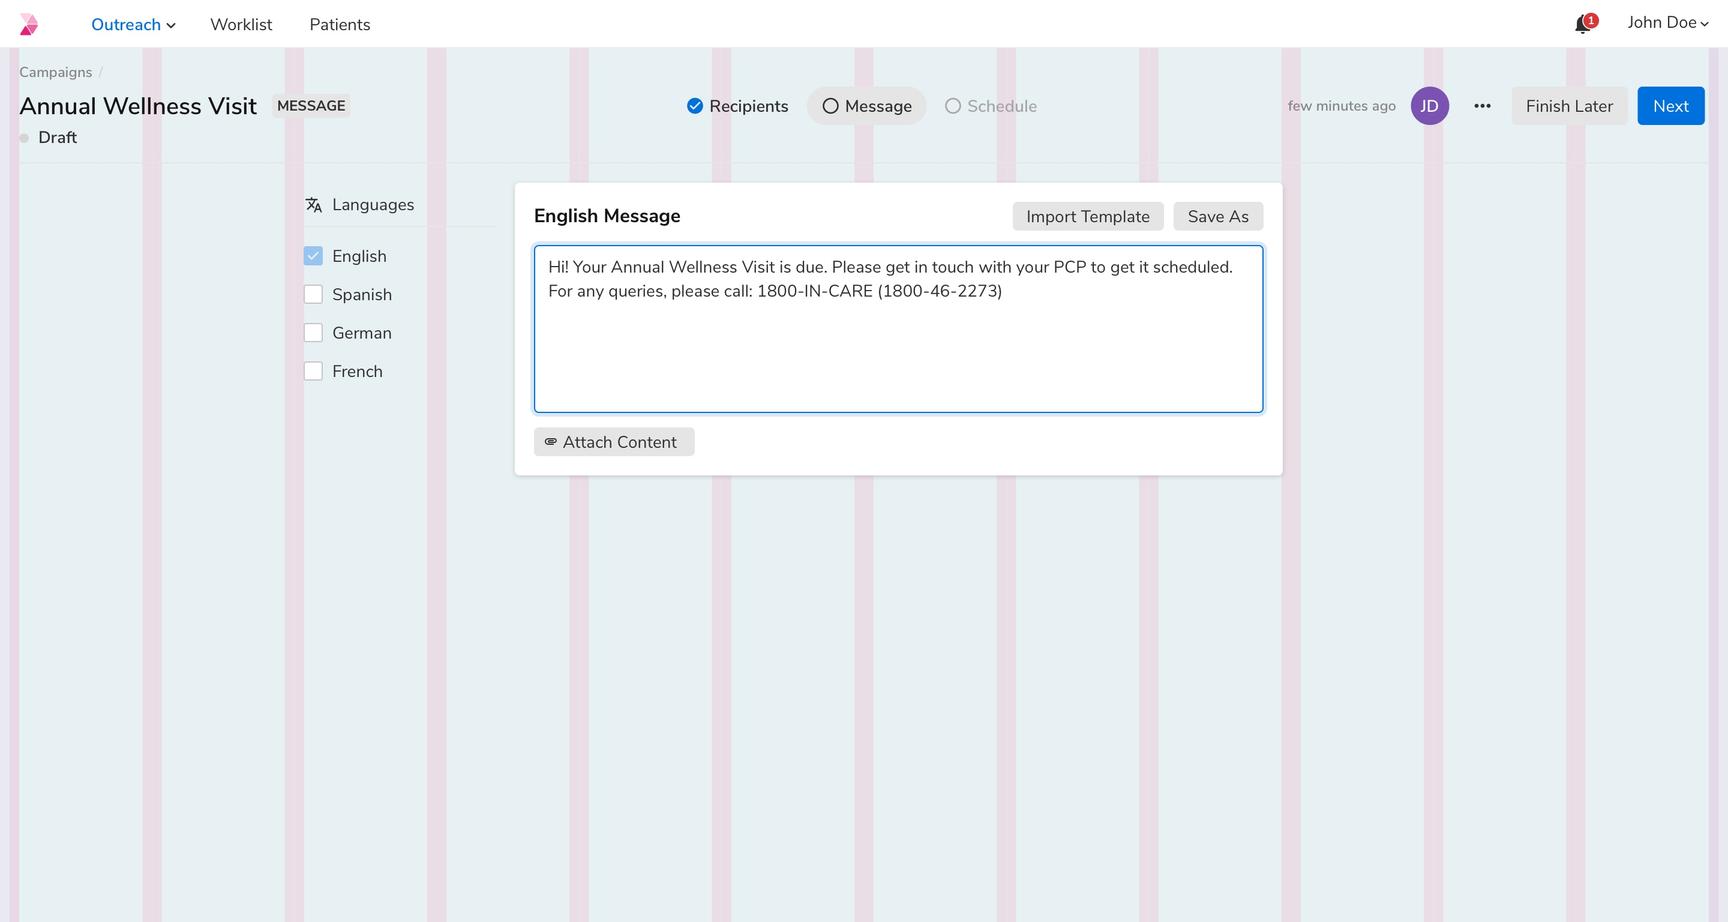 Outreach Worklist Patients 1 John Doe
Campaigns /
Annual Wellness Visit MESSAGE Recipients Message Schedule few minutes ago JD ••• Finish Later Next
Draft
Languages
English
Spanish
German
French
English Message Import Template Save As
Hi! Your Annual Wellness Visit is due. Please get in touch with your PCP to get it scheduled.
For any queries, please call: 1800-IN-CARE (1800-46-2273)
Attach Content